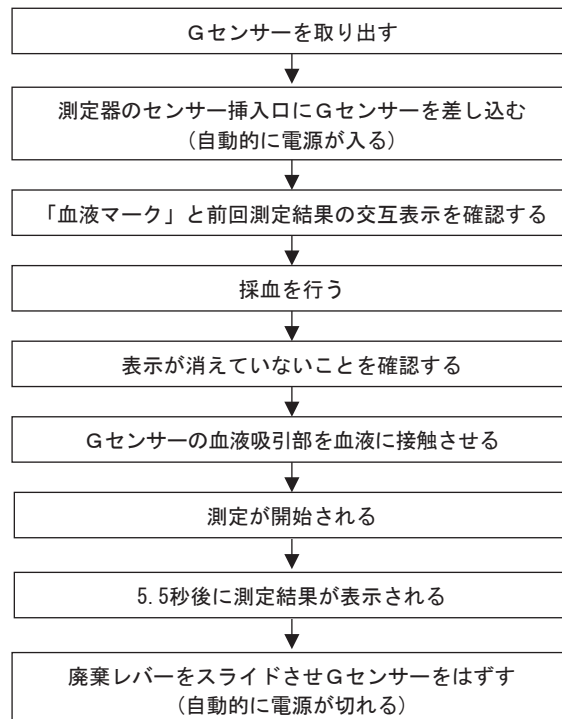 Gセンサーを取り出す
測定器のセンサー挿入口にGセンサーを差し込む
(自動的に電源が入る)
「血液マーク」と前回測定結果の交互表示を確認する
採血を行う
表示が消えていないことを確認する
Gセンサーの血液吸引部を血液に接触させる
測定が開始される
5.5秒後に測定結果が表示される
廃棄レバーをスライドさせGセンサーをはずす
(自動的に電源が切れる)